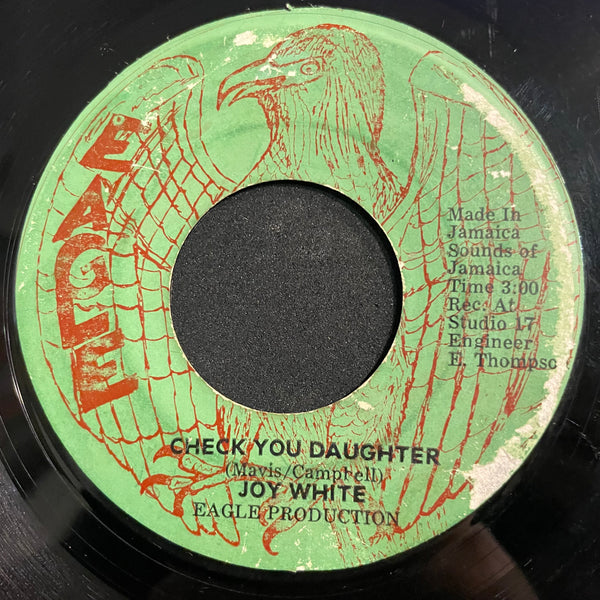 EAGLE
Made In
Jamaica
Sounds of
Jamaica
Time 3:00
Rec. At
Studio 17
Engineer
E. Thompsc
CHECK YOU DAUGHTER
(Mavis/Campbell)
JOY WHITE
EAGLE PRODUCTION